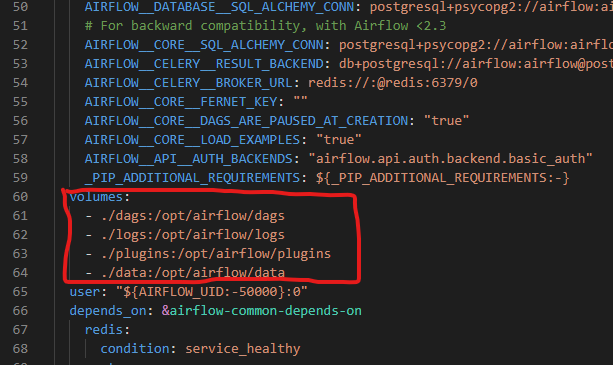 50 AIRFLOW__DATABASE__SQL_ALCHEMY_CONN: postgresql+psycopg2://airflow:ai
51 # For backward compatibility, with Airflow <2.3
52 AIRFLOW__CORE__SQL_ALCHEMY_CONN: postgresql+psycopg2://airflow:airfl
53 AIRFLOW__CELERY__RESULT_BACKEND: db+postgresql://airflow:airflow@post
54 AIRFLOW__CELERY__BROKER_URL: redis://:@redis:6379/0
55 AIRFLOW__CORE__FERNET_KEY: ""
56 AIRFLOW__CORE__DAGS_ARE_PAUSED_AT_CREATION: "true"
57 AIRFLOW__CORE__LOAD_EXAMPLES: "true"
58 AIRFLOW__API__AUTH_BACKENDS: "airflow.api.auth.backend.basic_auth"
59 _PIP_ADDITIONAL_REQUIREMENTS: ${_PIP_ADDITIONAL_REQUIREMENTS:-}
60 volumes:
61 - ./dags:/opt/airflow/dags
62 - ./logs:/opt/airflow/logs
63 - ./plugins:/opt/airflow/plugins
64 - ./data:/opt/airflow/data
65 user: "${AIRFLOW_UID:-50000}:0"
66 depends_on: &airflow-common-depends-on
67 redis:
68 condition: service_healthy